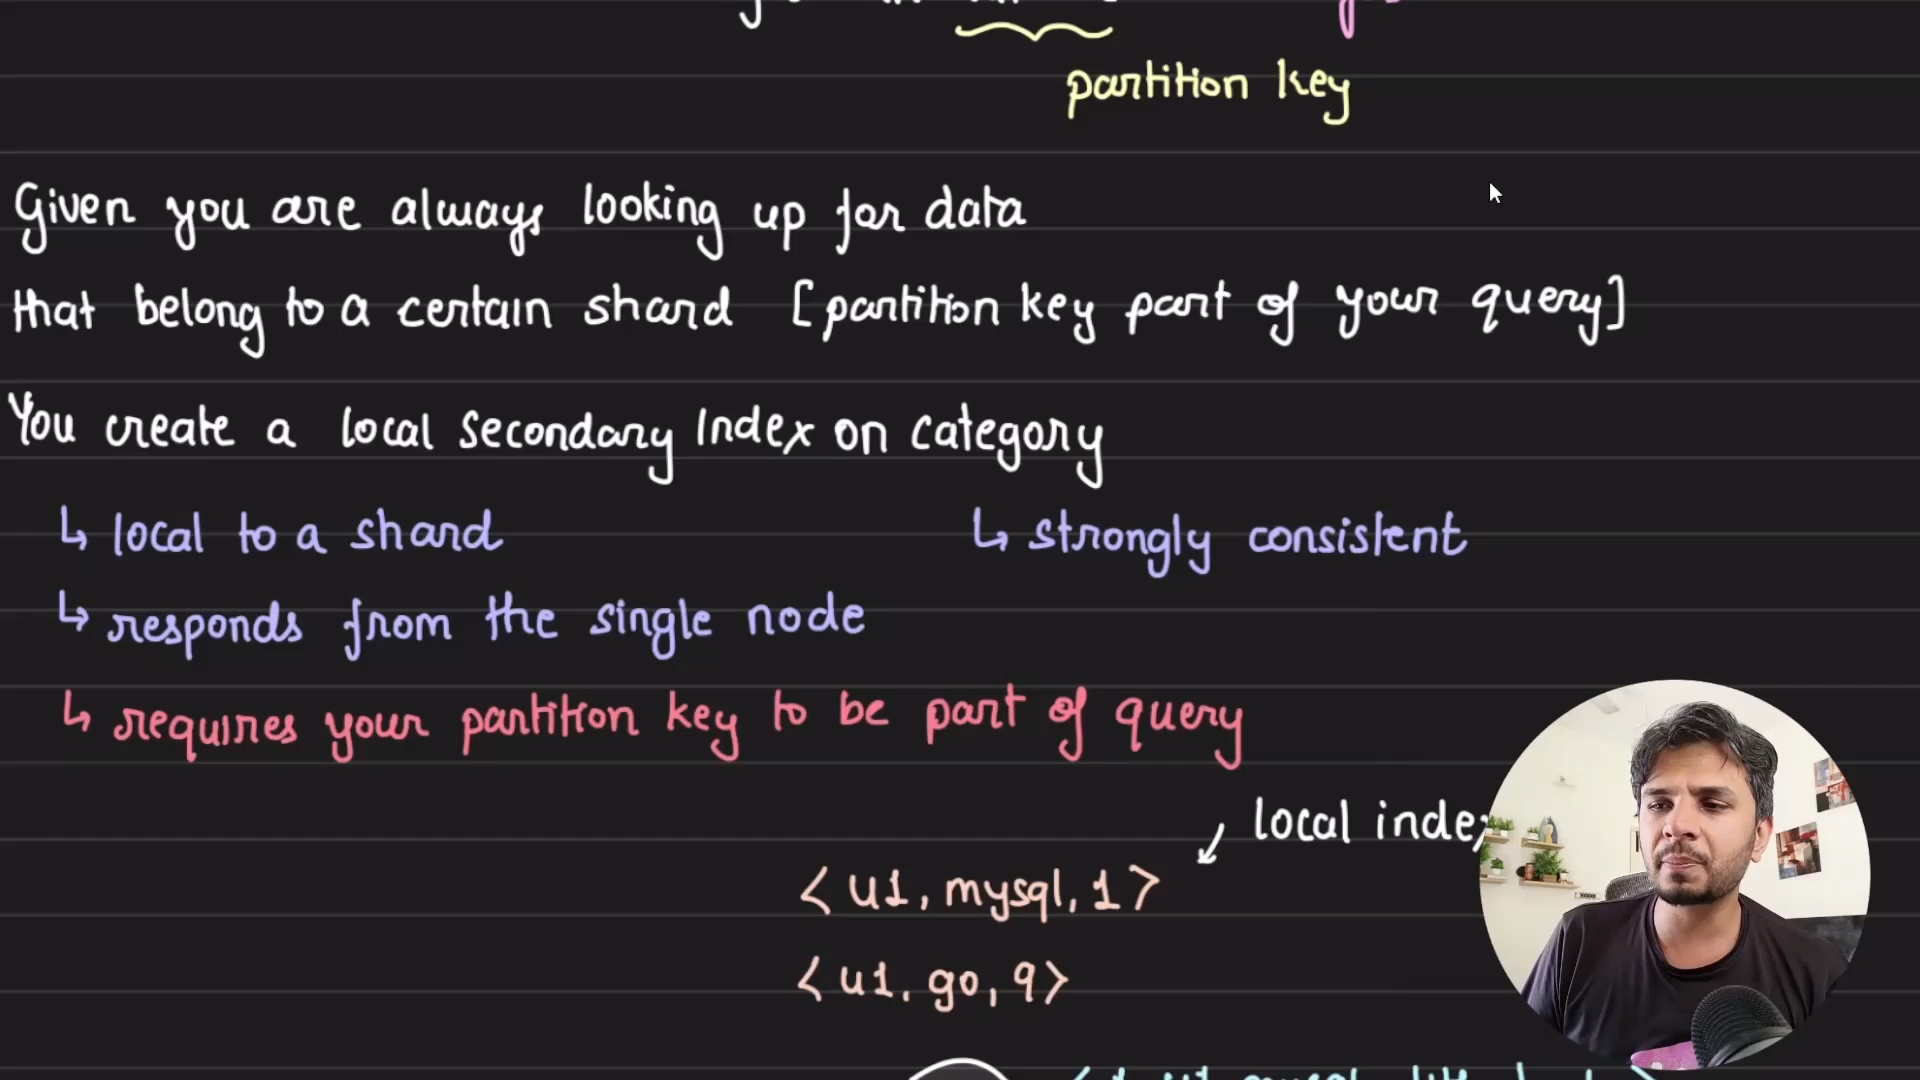 partition key
Given you are always looking up for data
that belong to a certain shard [partition key part of your query]
You create a local secondary index on category
↳ local to a shard
↳ strongly consistent
↳ responds from the single node
↳ requires your partition key to be part of query
local index
< u1, mysql, 1 >
< u1, go, 9 >